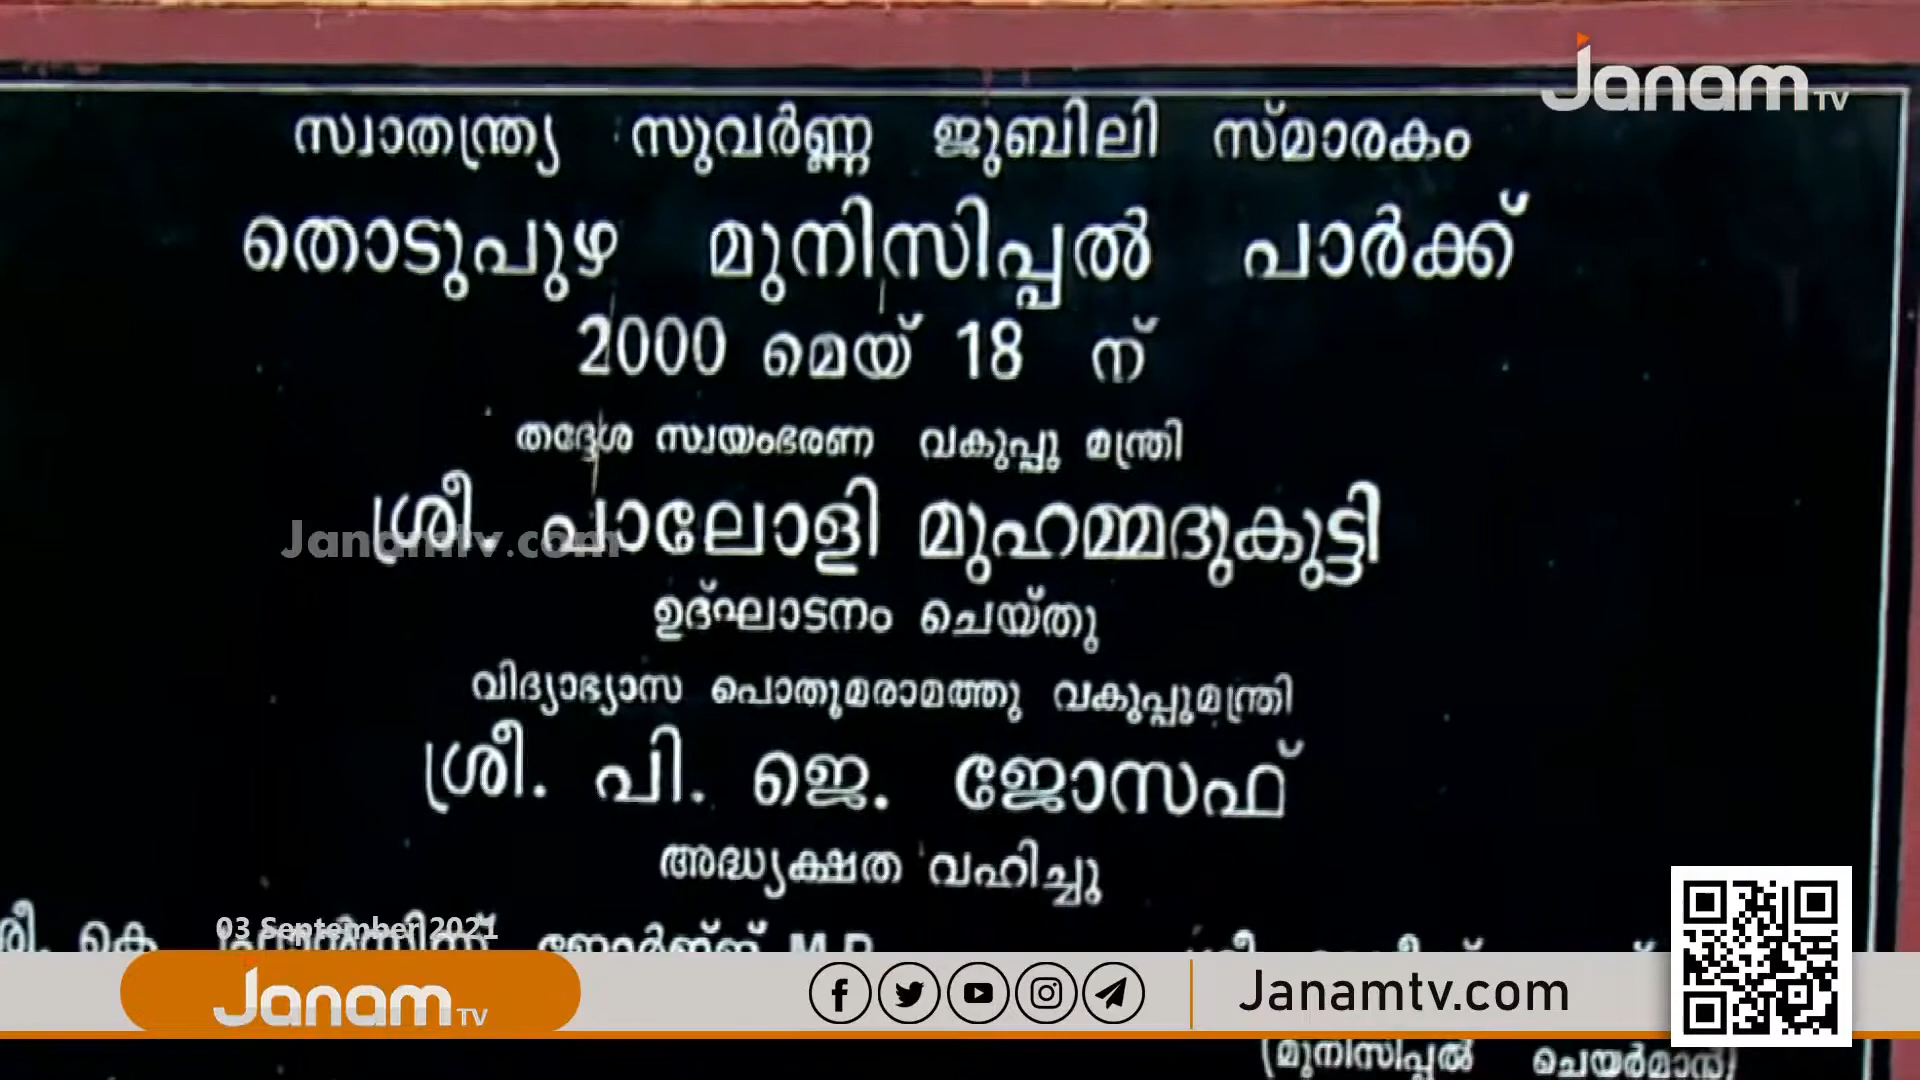 Janam TV
സ്വാതന്ത്ര്യ സുവർണ്ണ ജൂബിലി സ്മാരകം
തൊടുപുഴ മുനിസിപ്പൽ പാർക്ക്
2000 മെയ് 18 ന്
തദ്ദേശ സ്വയംഭരണ വകുപ്പു മന്ത്രി
ശ്രീ. പാലോളി മുഹമ്മദുകുട്ടി
Janamtv.com
ഉദ്ഘാടനം ചെയ്തു
വിദ്യാഭ്യാസ പൊതുമരാമത്തു വകുപ്പുമന്ത്രി
ശ്രീ. പി. ജെ. ജോസഫ്
അദ്ധ്യക്ഷത വഹിച്ചു
ശ്രീ. കെ. ഫ്രാൻസിസ് ജോർജ്ജ് M.P.
03 September 2021
Janam TV
Janamtv.com
(മുനിസിപ്പൽ ചെയർമാൻ)